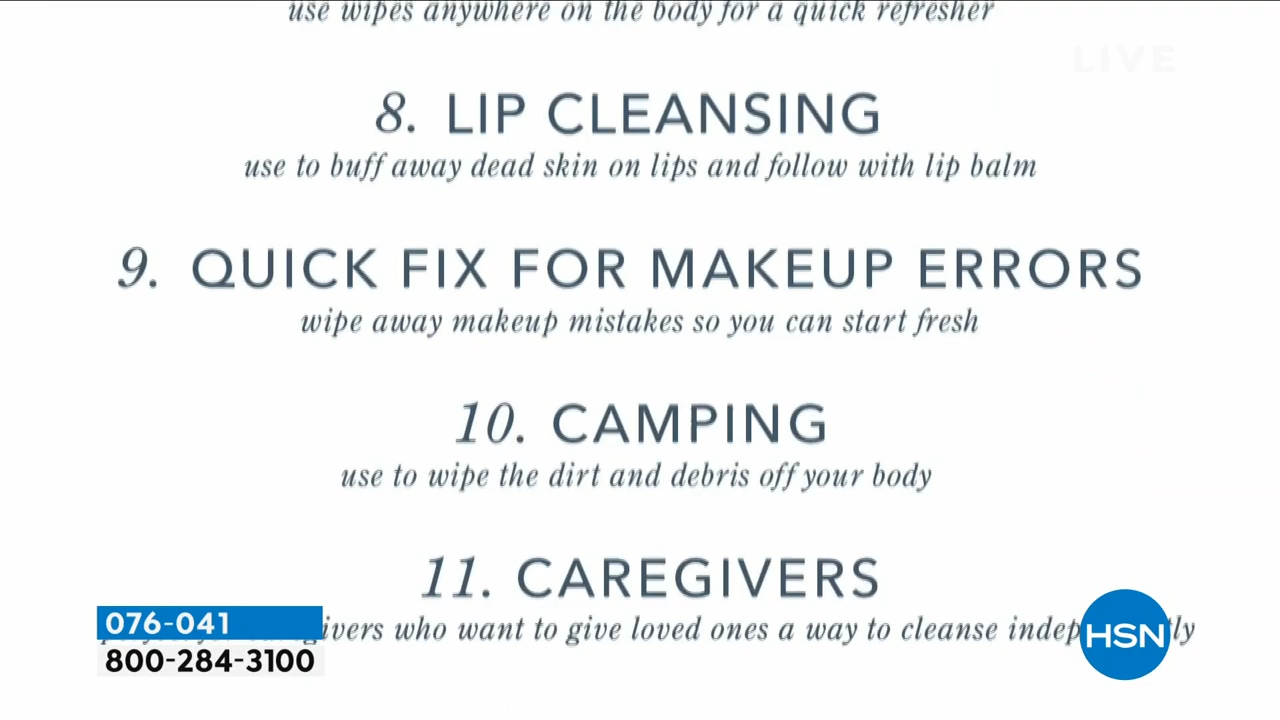 use wipes anywhere on the body for a quick refresher
LIVE
8. LIP CLEANSING
use to buff away dead skin on lips and follow with lip balm
9. QUICK FIX FOR MAKEUP ERRORS
wipe away makeup mistakes so you can start fresh
10. CAMPING
use to wipe the dirt and debris off your body
11. CAREGIVERS
who want to give loved ones a way to cleanse
076-041
800-284-3100
HSN